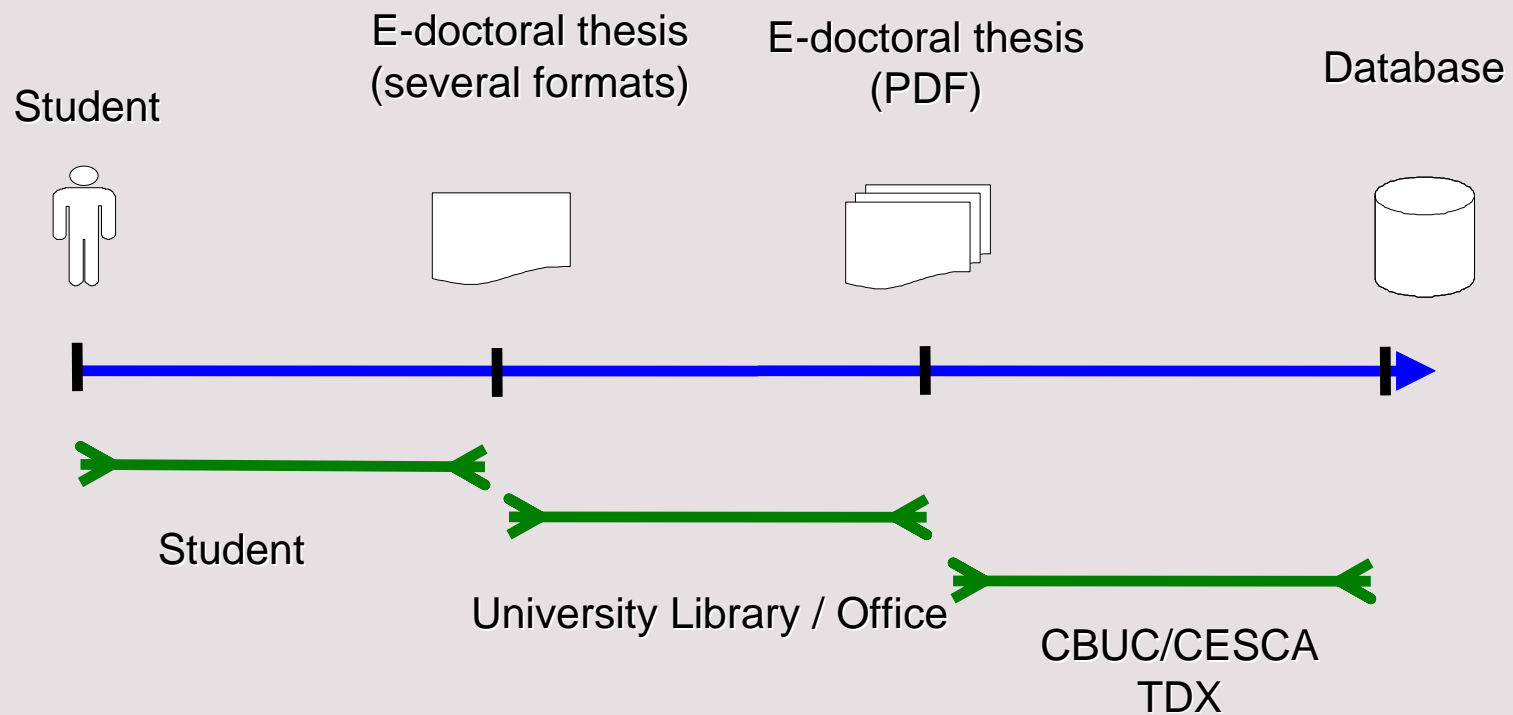 Student
E-doctoral thesis
(several formats)
E-doctoral thesis
(PDF)
Database
Student
University Library / Office
CBUC/CESCA
TDX